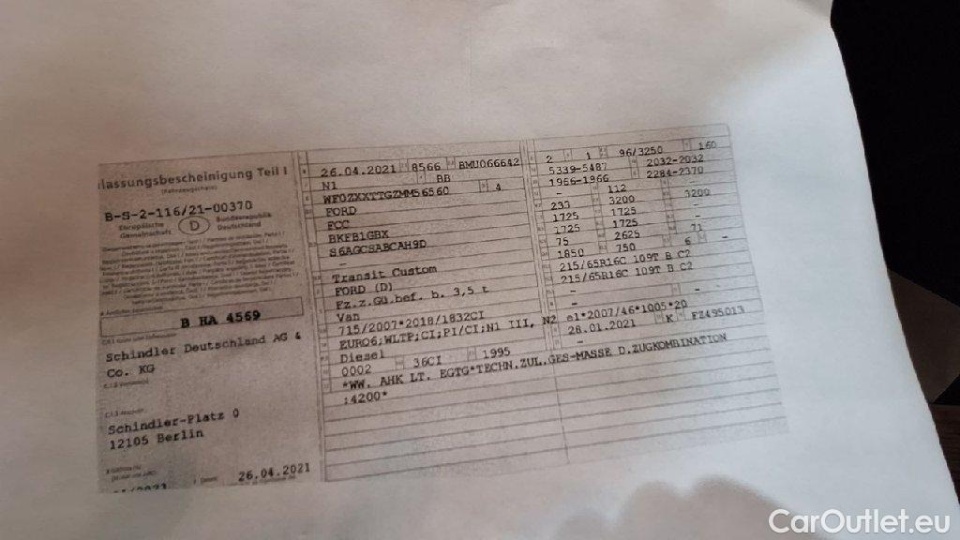 lassungsbescheinigung Teil I
(Fahrzeugschein)
B-S-2-116/21-00370
Europäische Gemeinschaft
D
Bundesrepublik Deutschland
B HA 4569
Schindler Deutschland AG &
Co. KG
Schindler-Platz 0
12105 Berlin
26.04.2021
26.04.2021 8566 BMU066642
N1 BB
WF0ZXXTTGZMM56560 4
FORD
FCC
BKFB1GBX
S6AGCSABCAH9D
-
Transit Custom
FORD (D)
Fz.z.Gü.bef. b. 3,5 t
Van
715/2007*2018/1832CI
EURO6;WLTP;CI;PI/CI;N1 III, N2
Diesel
0002 36CI 1995
*WW. AHK LT. EGTG*TECHN.ZUL.GES-MASSE D.ZUGKOMBINATION
:4200*
2 1 96/3250 160
5339-5487 2032-2032
1966-1966 2284-2370
- 112
233 3200 3200
1725 1725
1725 1725
75 2625 71
1850 750 -
215/65R16C 109T B C2 6 -
215/65R16C 109T B C2
-
-
e1*2007/46*1005*20
28.01.2021 K FZ495013
CarOutlet.eu